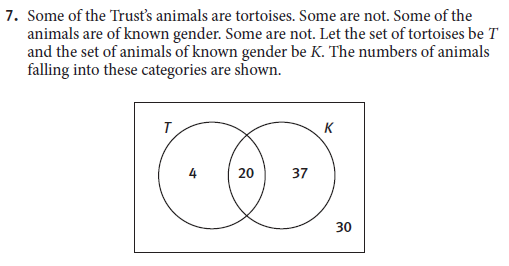 7. Some of the Trust's animals are tortoises. Some are not. Some of the
animals are of known gender. Some are not. Let the set of tortoises be T
and the set of animals of known gender be K. The numbers of animals
falling into these categories are shown.
T K
4 20 37
30